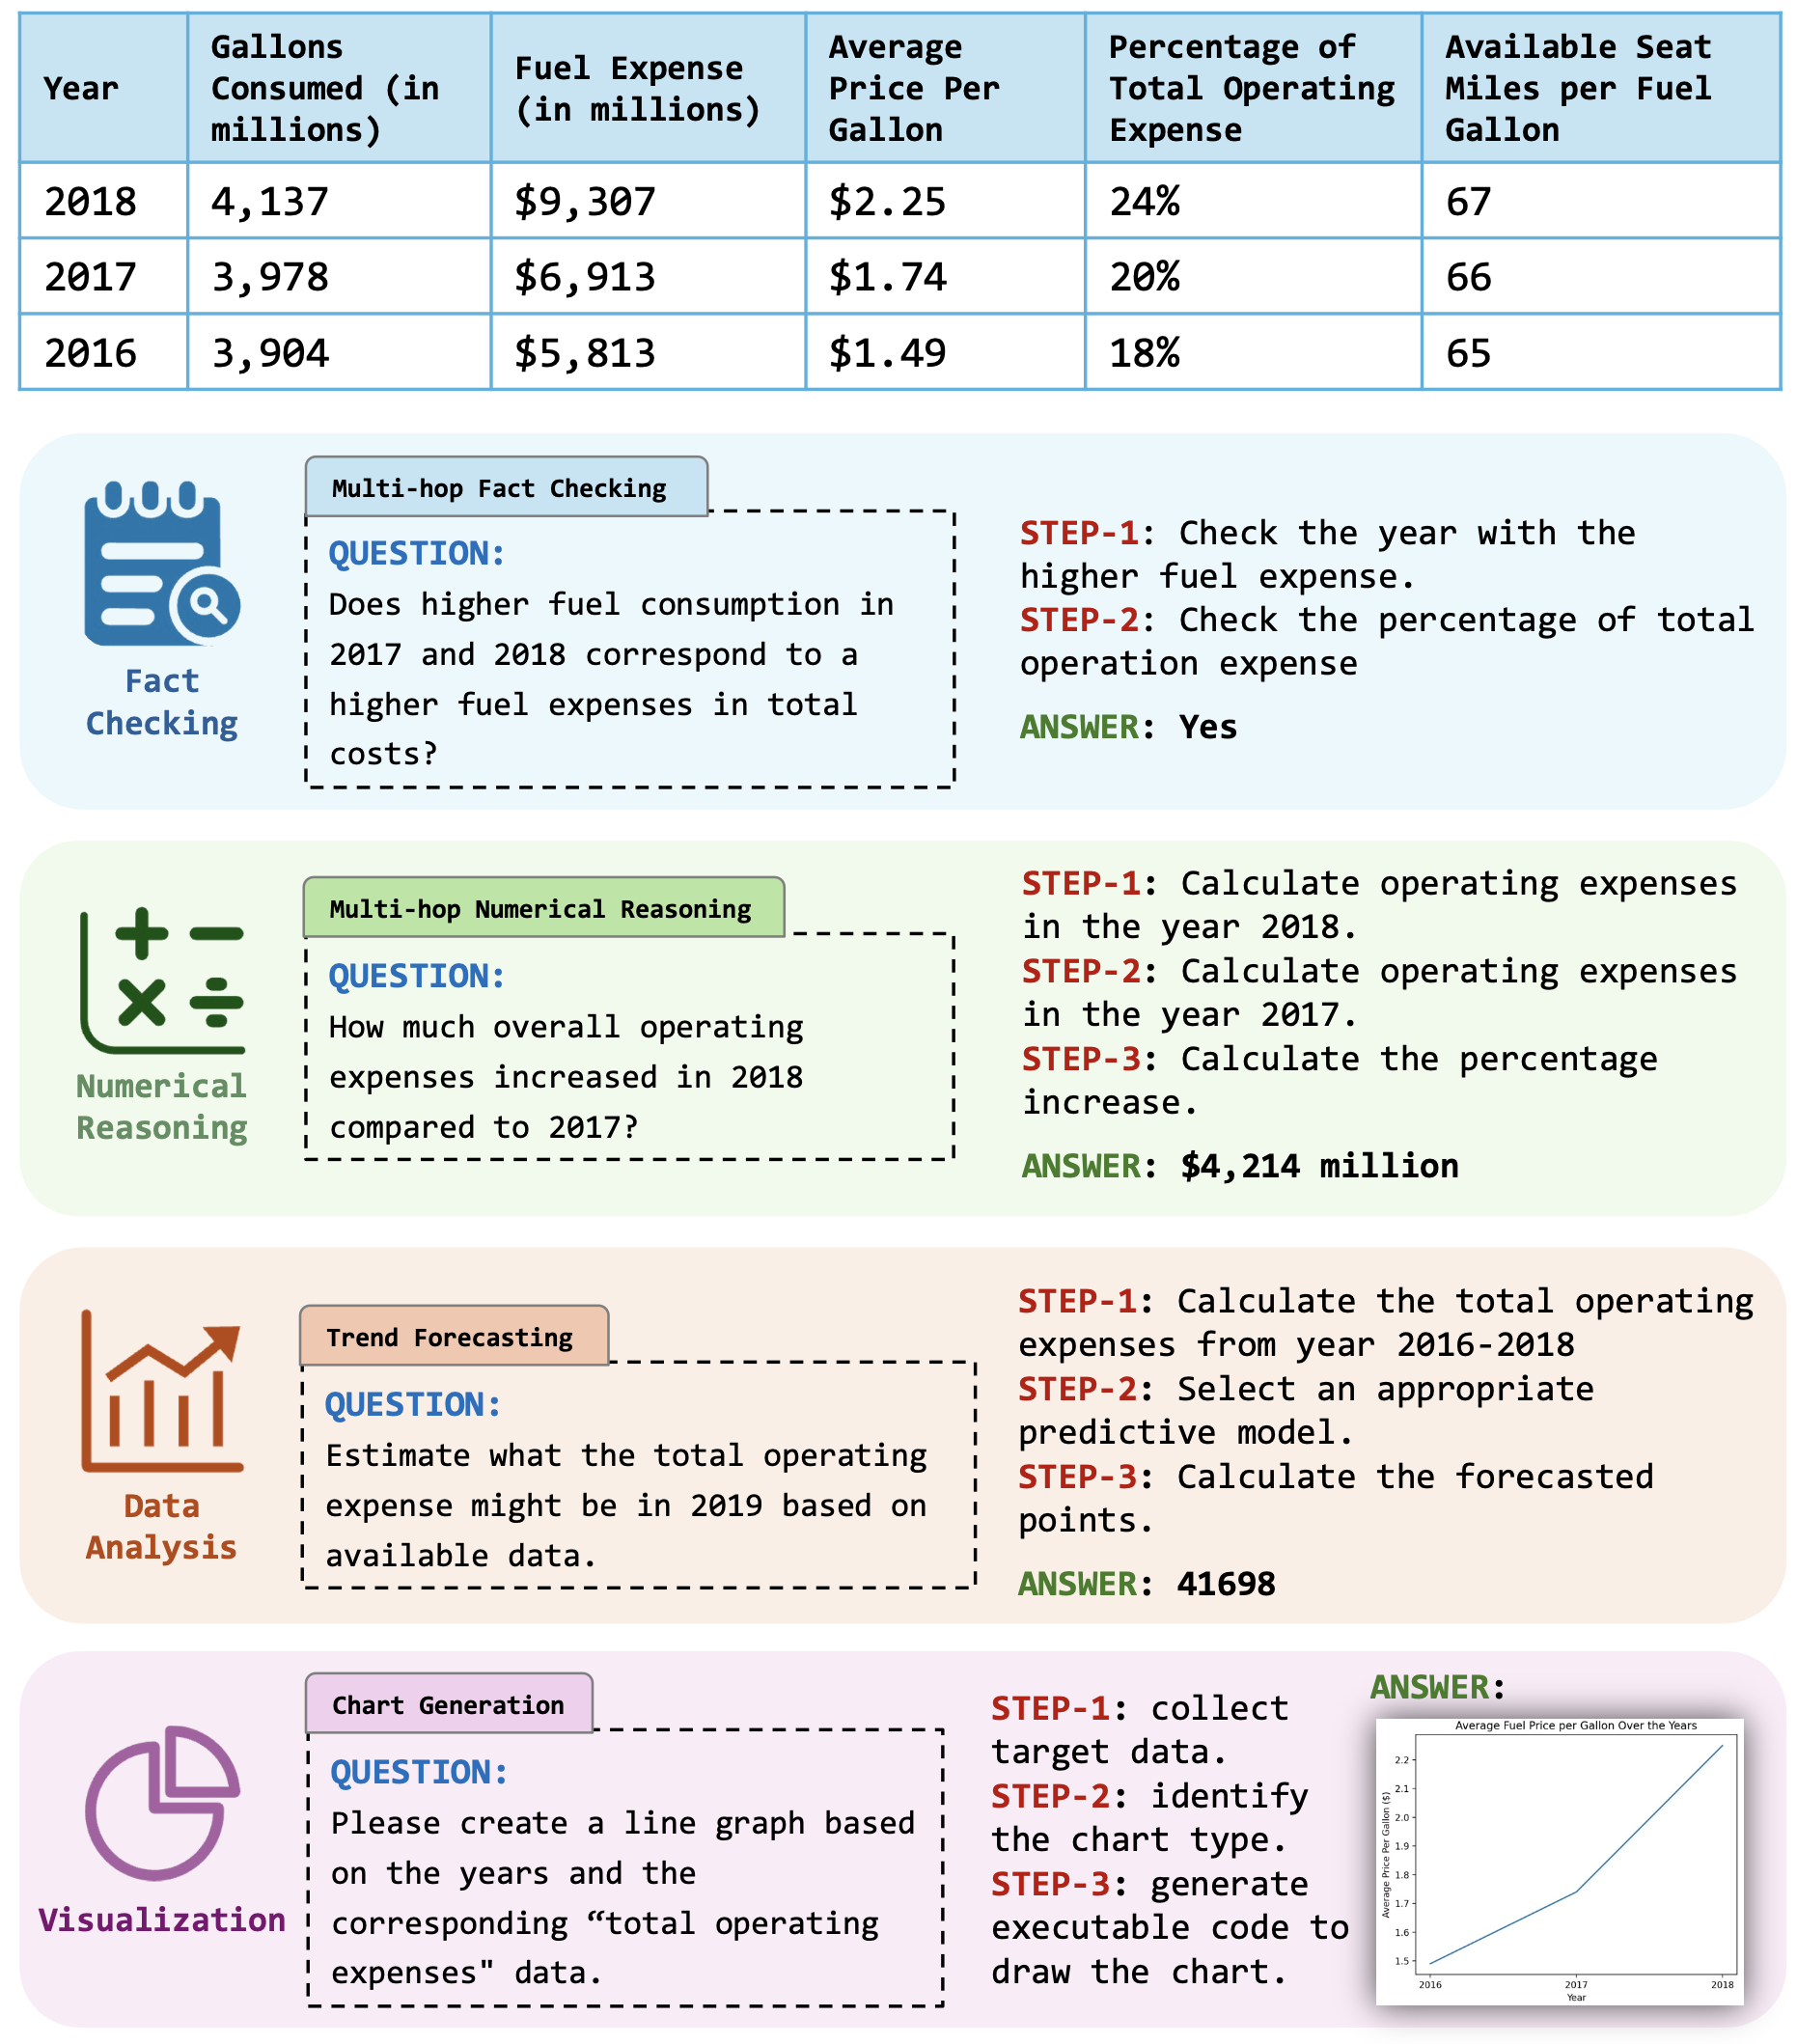 Year
Gallons
Consumed (in
millions)
Fuel Expense
(in millions)
Average
Price Per
Gallon
Percentage of
Total Operating
Expense
Available Seat
Miles per Fuel
Gallon
2018 4,137 $9,307 $2.25 24% 67
2017 3,978 $6,913 $1.74 20% 66
2016 3,904 $5,813 $1.49 18% 65
Fact
Checking
Multi-hop Fact Checking
QUESTION:
Does higher fuel consumption in
2017 and 2018 correspond to a
higher fuel expenses in total
costs?
STEP-1: Check the year with the
higher fuel expense.
STEP-2: Check the percentage of total
operation expense
ANSWER: Yes
Numerical
Reasoning
Multi-hop Numerical Reasoning
QUESTION:
How much overall operating
expenses increased in 2018
compared to 2017?
STEP-1: Calculate operating expenses
in the year 2018.
STEP-2: Calculate operating expenses
in the year 2017.
STEP-3: Calculate the percentage
increase.
ANSWER: $4,214 million
Data
Analysis
Trend Forecasting
QUESTION:
Estimate what the total operating
expense might be in 2019 based on
available data.
STEP-1: Calculate the total operating
expenses from year 2016-2018
STEP-2: Select an appropriate
predictive model.
STEP-3: Calculate the forecasted
points.
ANSWER: 41698
Visualization
Chart Generation
QUESTION:
Please create a line graph based
on the years and the
corresponding “total operating
expenses" data.
STEP-1: collect
target data.
STEP-2: identify
the chart type.
STEP-3: generate
executable code to
draw the chart.
ANSWER:
Average Fuel Price per Gallon Over the Years
Average Price Per Gallon ($)
2.2
2.1
2.0
1.9
1.8
1.7
1.6
1.5
2016 2017 2018
Year